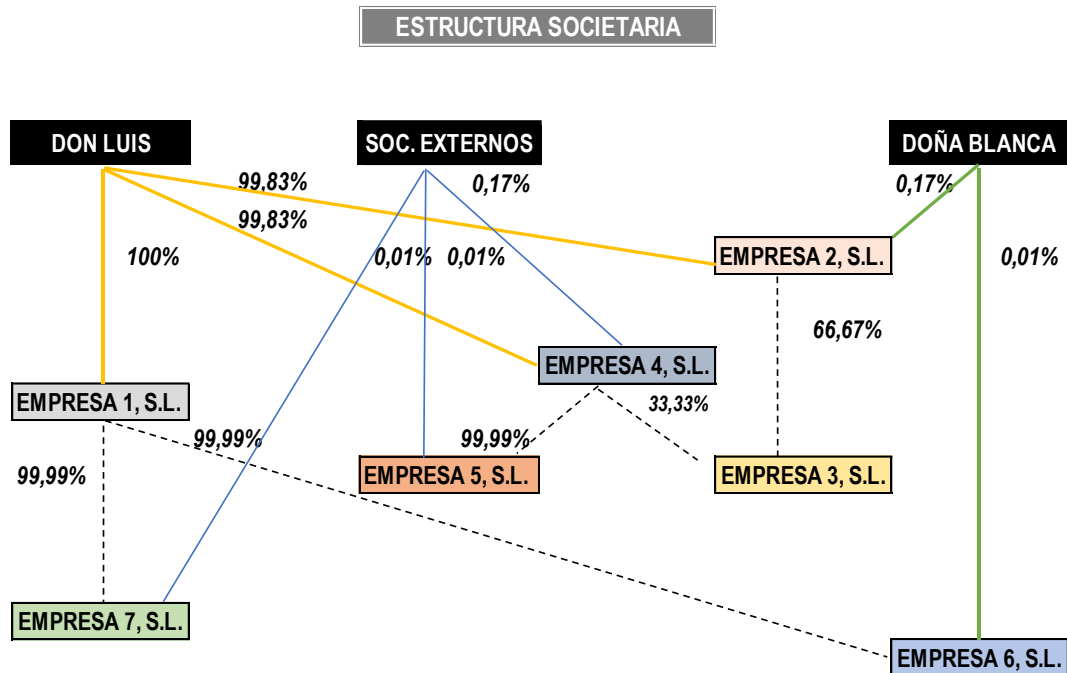 ESTRUCTURA SOCIETARIA
DON LUIS
SOC. EXTERNOS
DOÑA BLANCA
99,83%
0,17%
0,17%
99,83%
100%
0,01%
0,01%
EMPRESA 2, S.L.
0,01%
66,67%
EMPRESA 4, S.L.
EMPRESA 1, S.L.
33,33%
99,99%
99,99%
99,99%
EMPRESA 5, S.L.
EMPRESA 3, S.L.
EMPRESA 7, S.L.
EMPRESA 6, S.L.